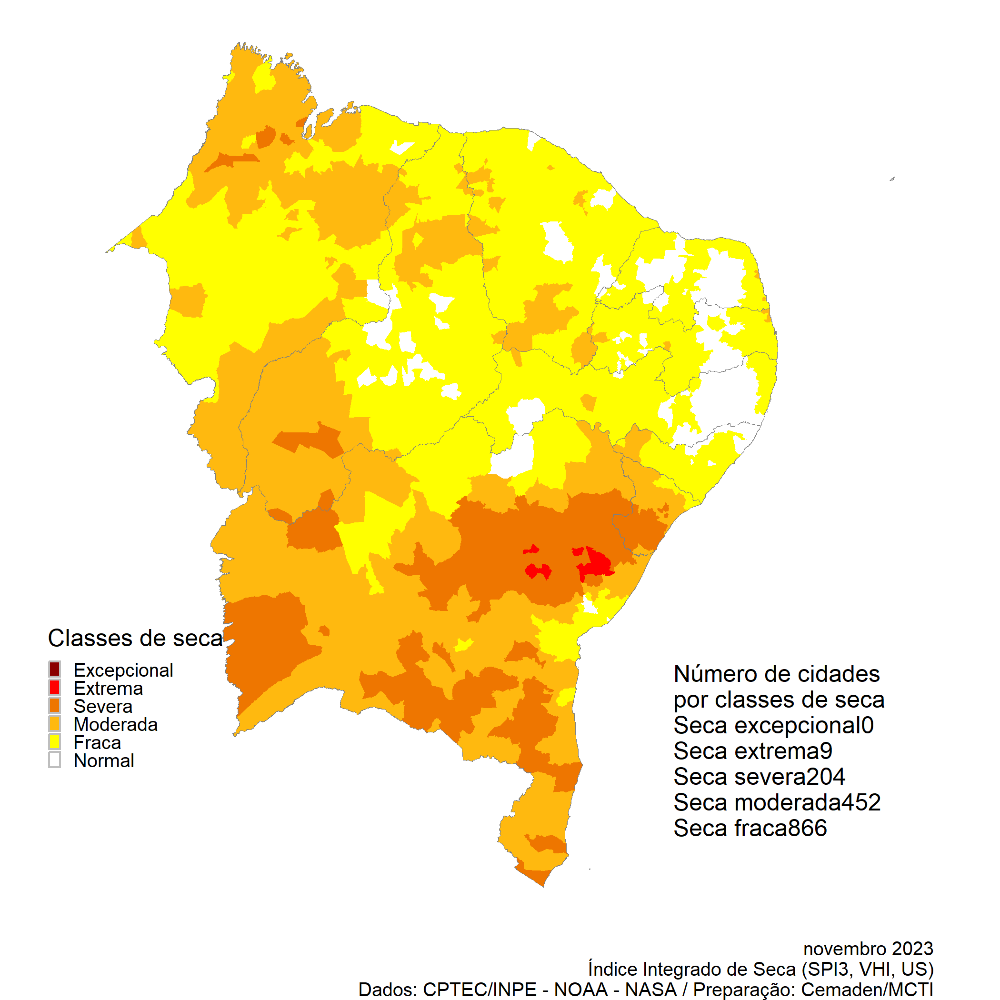 Classes de seca
Excepcional
Extrema
Severa
Moderada
Fraca
Normal
Número de cidades
por classes de seca
Seca excepcional0
Seca extrema9
Seca severa204
Seca moderada452
Seca fraca866
novembro 2023
Índice Integrado de Seca (SPI3, VHI, US)
Dados: CPTEC/INPE - NOAA - NASA / Preparação: Cemaden/MCTI